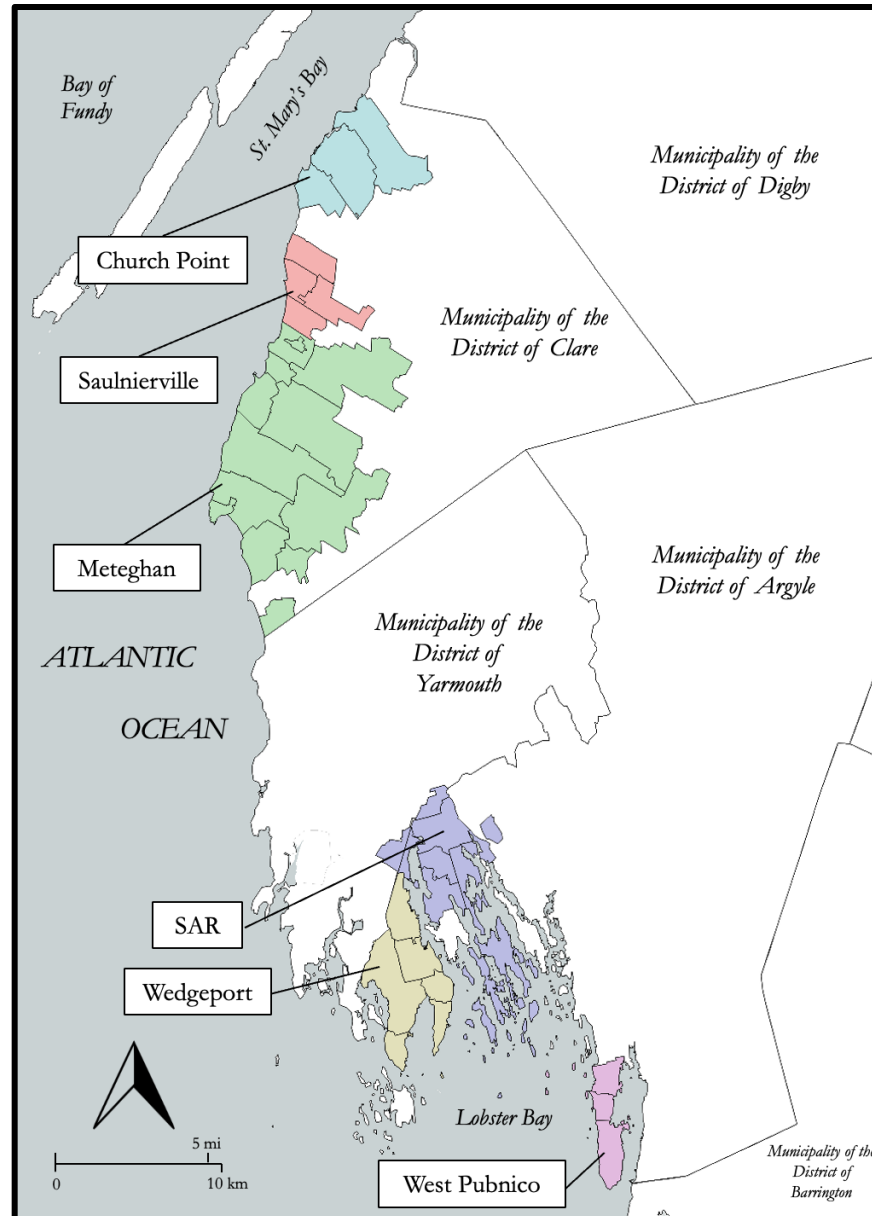 Bay of
Fundy
St. Mary's Bay
Municipality of the
District of Digby
Church Point
Municipality of the
District of Clare
Saulnierville
Meteghan
Municipality of the
District of Argyle
Municipality of the
District of
Yarmouth
ATLANTIC
OCEAN
SAR
Wedgeport
Lobster Bay
5 mi
0
10 km
West Pubnico
Municipality of the
District of
Barrington